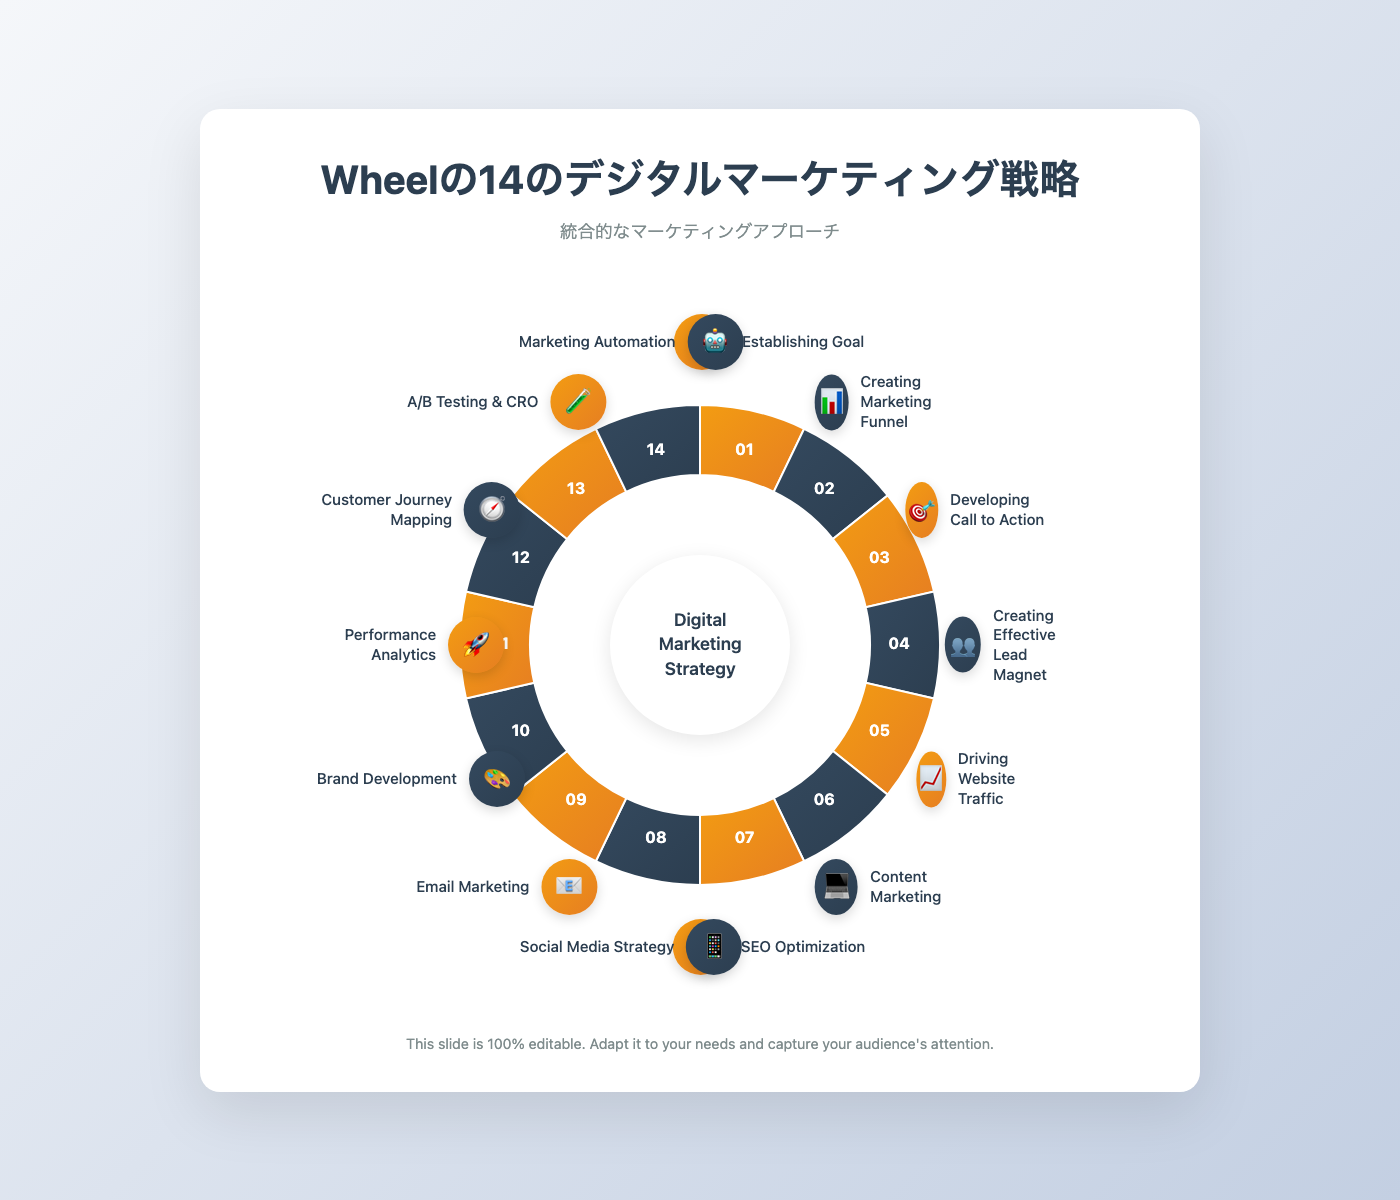 Wheelの14のデジタルマーケティング戦略
統合的なマーケティングアプローチ
Marketing Automation
Establishing Goal
A/B Testing & CRO
Creating
Marketing
Funnel
14
01
13
02
Customer Journey
Mapping
Developing
Call to Action
12
03
Performance
Analytics
1
Digital
Marketing
Strategy
04
Creating
Effective
Lead
Magnet
10
05
Brand Development
Driving
Website
Traffic
09
06
08
07
Email Marketing
Content
Marketing
Social Media Strategy
SEO Optimization
This slide is 100% editable. Adapt it to your needs and capture your audience's attention.